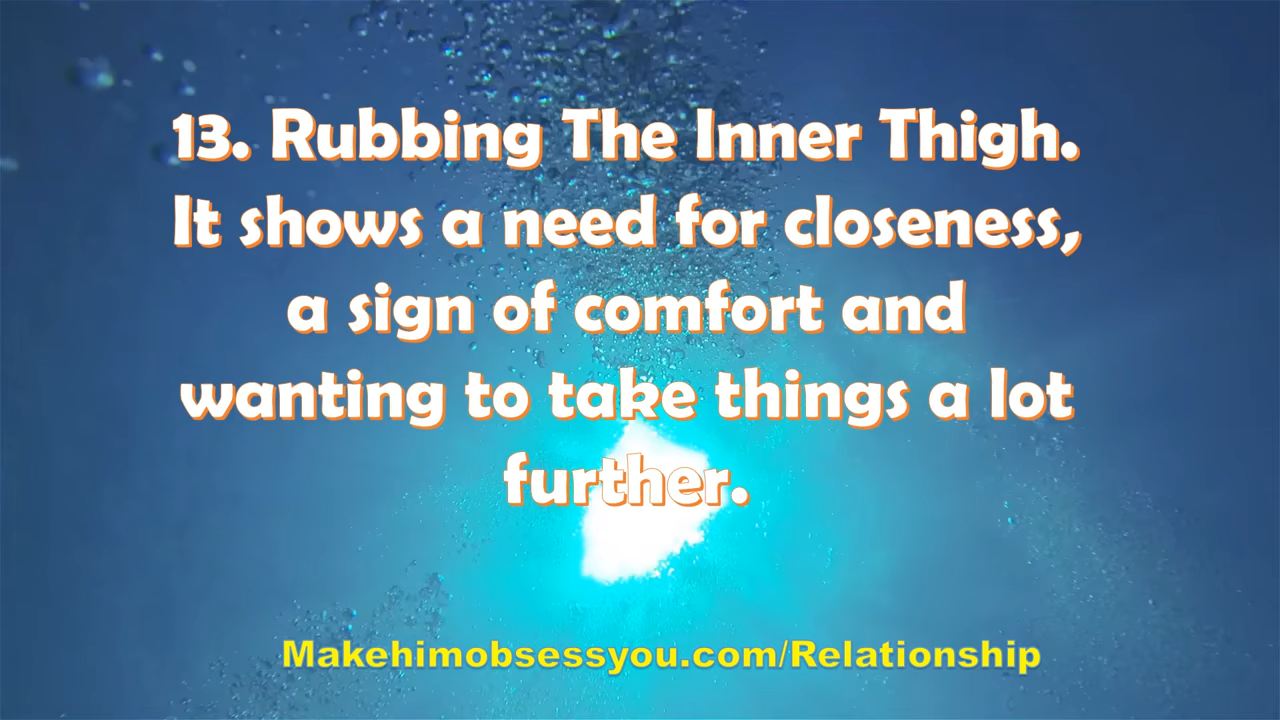 13. Rubbing The Inner Thigh.
It shows a need for closeness,
a sign of comfort and
wanting to take things a lot
further.
Makehimobsessyou.com/Relationship